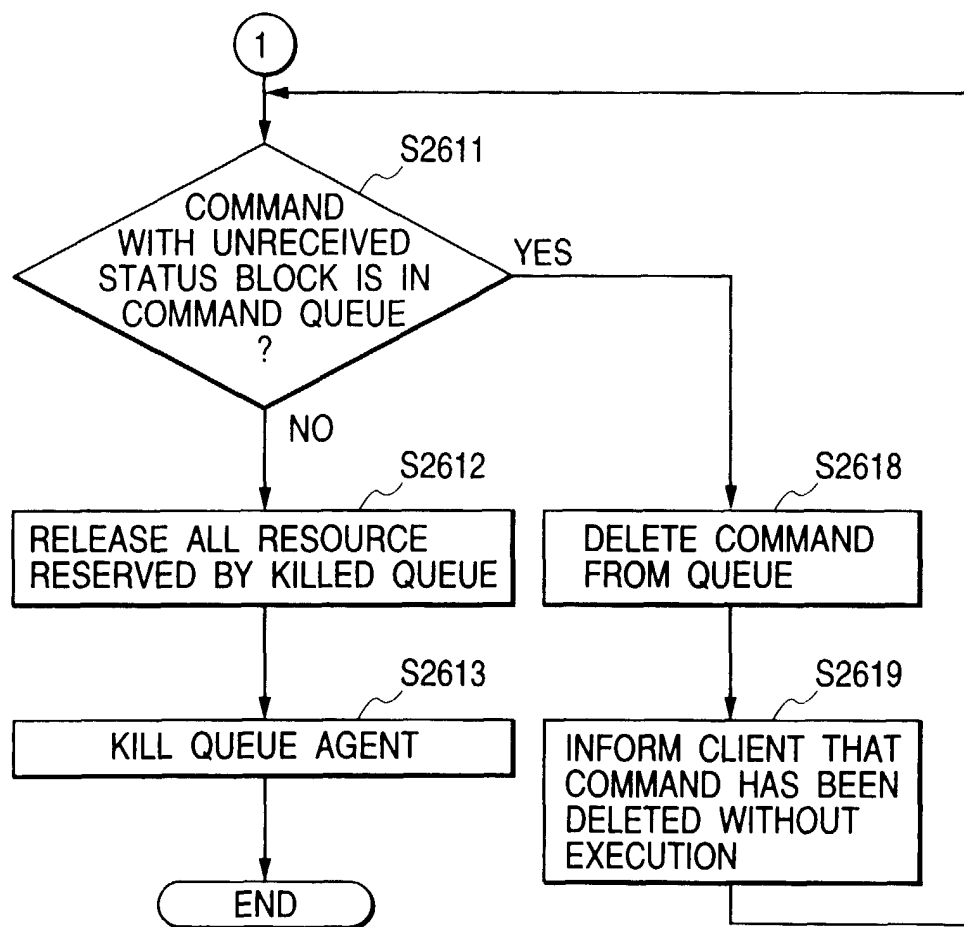 1
S2611
COMMAND
WITH UNRECEIVED
STATUS BLOCK IS IN
COMMAND QUEUE
?
YES
NO
S2612
RELEASE ALL RESOURCE
RESERVED BY KILLED QUEUE
S2618
DELETE COMMAND
FROM QUEUE
S2613
KILL QUEUE AGENT
S2619
INFORM CLIENT THAT
COMMAND HAS BEEN
DELETED WITHOUT
EXECUTION
END